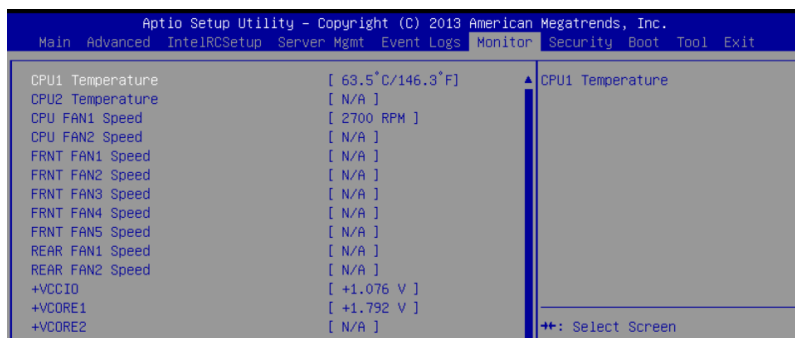 Aptio Setup Utility – Copyright (C) 2013 American Megatrends, Inc.
Main Advanced IntelRCSetup Server Mgmt Event Logs Monitor Security Boot Tool Exit
CPU1 Temperature [ 63.5°C/146.3°F] ▲ CPU1 Temperature
CPU2 Temperature [ N/A ]
CPU FAN1 Speed [ 2700 RPM ]
CPU FAN2 Speed [ N/A ]
FRNT FAN1 Speed [ N/A ]
FRNT FAN2 Speed [ N/A ]
FRNT FAN3 Speed [ N/A ]
FRNT FAN4 Speed [ N/A ]
FRNT FAN5 Speed [ N/A ]
REAR FAN1 Speed [ N/A ]
REAR FAN2 Speed [ N/A ]
+VCCIO [ +1.076 V ]
+VCORE1 [ +1.792 V ]
+VCORE2 [ N/A ] →←: Select Screen